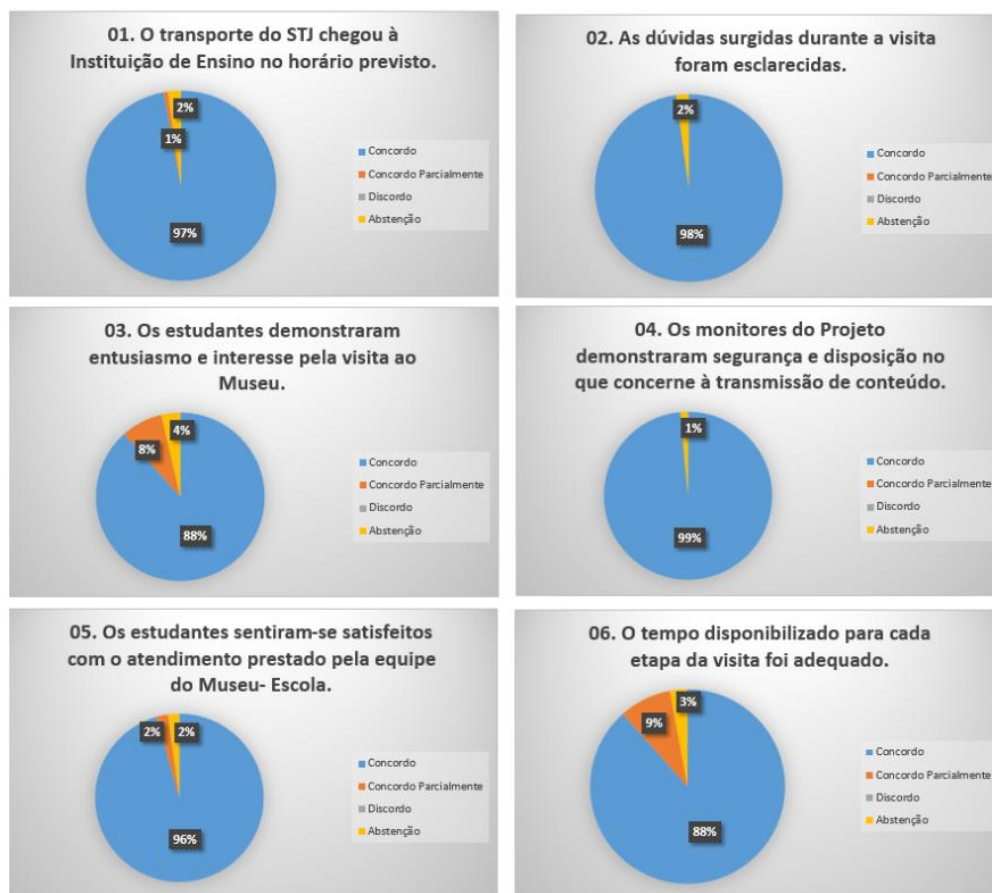 01. O transporte do STJ chegou à
Instituição de Ensino no horário previsto.
2%
1%
97%
Concordo
Concordo Parcialmente
Discordo
Abstenção
02. As dúvidas surgidas durante a visita
foram esclarecidas.
2%
98%
Concordo
Concordo Parcialmente
Discordo
Abstenção
03. Os estudantes demonstraram
entusiasmo e interesse pela visita ao
Museu.
4%
8%
88%
Concordo
Concordo Parcialmente
Discordo
Abstenção
04. Os monitores do Projeto
demonstraram segurança e disposição no
que concerne à transmissão de conteúdo.
1%
99%
Concordo
Concordo Parcialmente
Discordo
Abstenção
05. Os estudantes sentiram-se satisfeitos
com o atendimento prestado pela equipe
do Museu- Escola.
2%
2%
96%
Concordo
Concordo Parcialmente
Discordo
Abstenção
06. O tempo disponibilizado para cada
etapa da visita foi adequado.
3%
9%
88%
Concordo
Concordo Parcialmente
Discordo
Abstenção